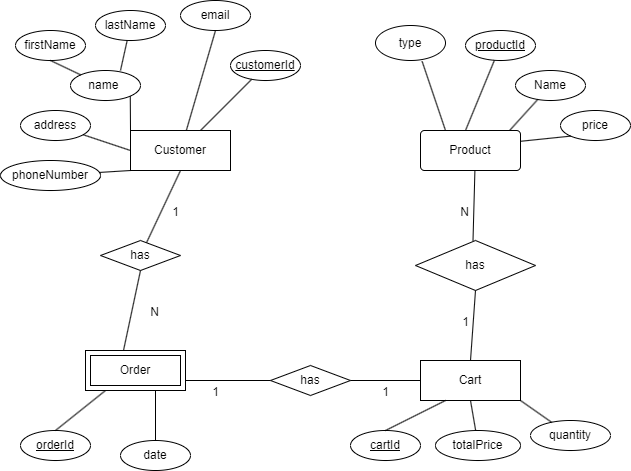 email
lastName
firstName
type
productId
customerId
name
Name
address
price
Customer
Product
phoneNumber
1
N
has
has
N
1
Order
has
Cart
1
1
orderId
date
cartId
totalPrice
quantity